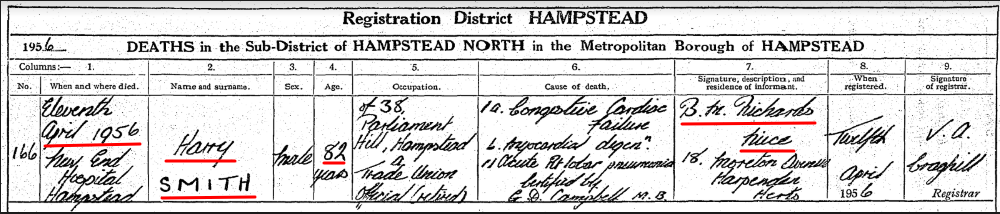 Registration District HAMPSTEAD
1956 DEATHS in the Sub-District of HAMPSTEAD NORTH in the Metropolitan Borough of HAMPSTEAD
Columns:— 1. 2. 3. 4. 5. 6. 7. 8. 9.
No. When and where died. Name and surname. Sex. Age. Occupation. Cause of death. Signature, description, and residence of informant. When registered. Signature of registrar.
166
Eleventh
April 1956
New End
Hospital
Hampstead
Harry
SMITH
Male
82
years
of 38,
Parliament
Hill, Hampstead
a
Trade Union
Official (retired)
1a. Congestive Cardiac
Failure
b. Myocardial degen n.
11 Acute Rt lobar pneumonia
Certified by
G. D. Campbell M.B.
B. M. Richards
Niece
18. Moreton Avenue
Harpenden
Herts
Twelfth
April
1956
V. A.
Craghill
Registrar